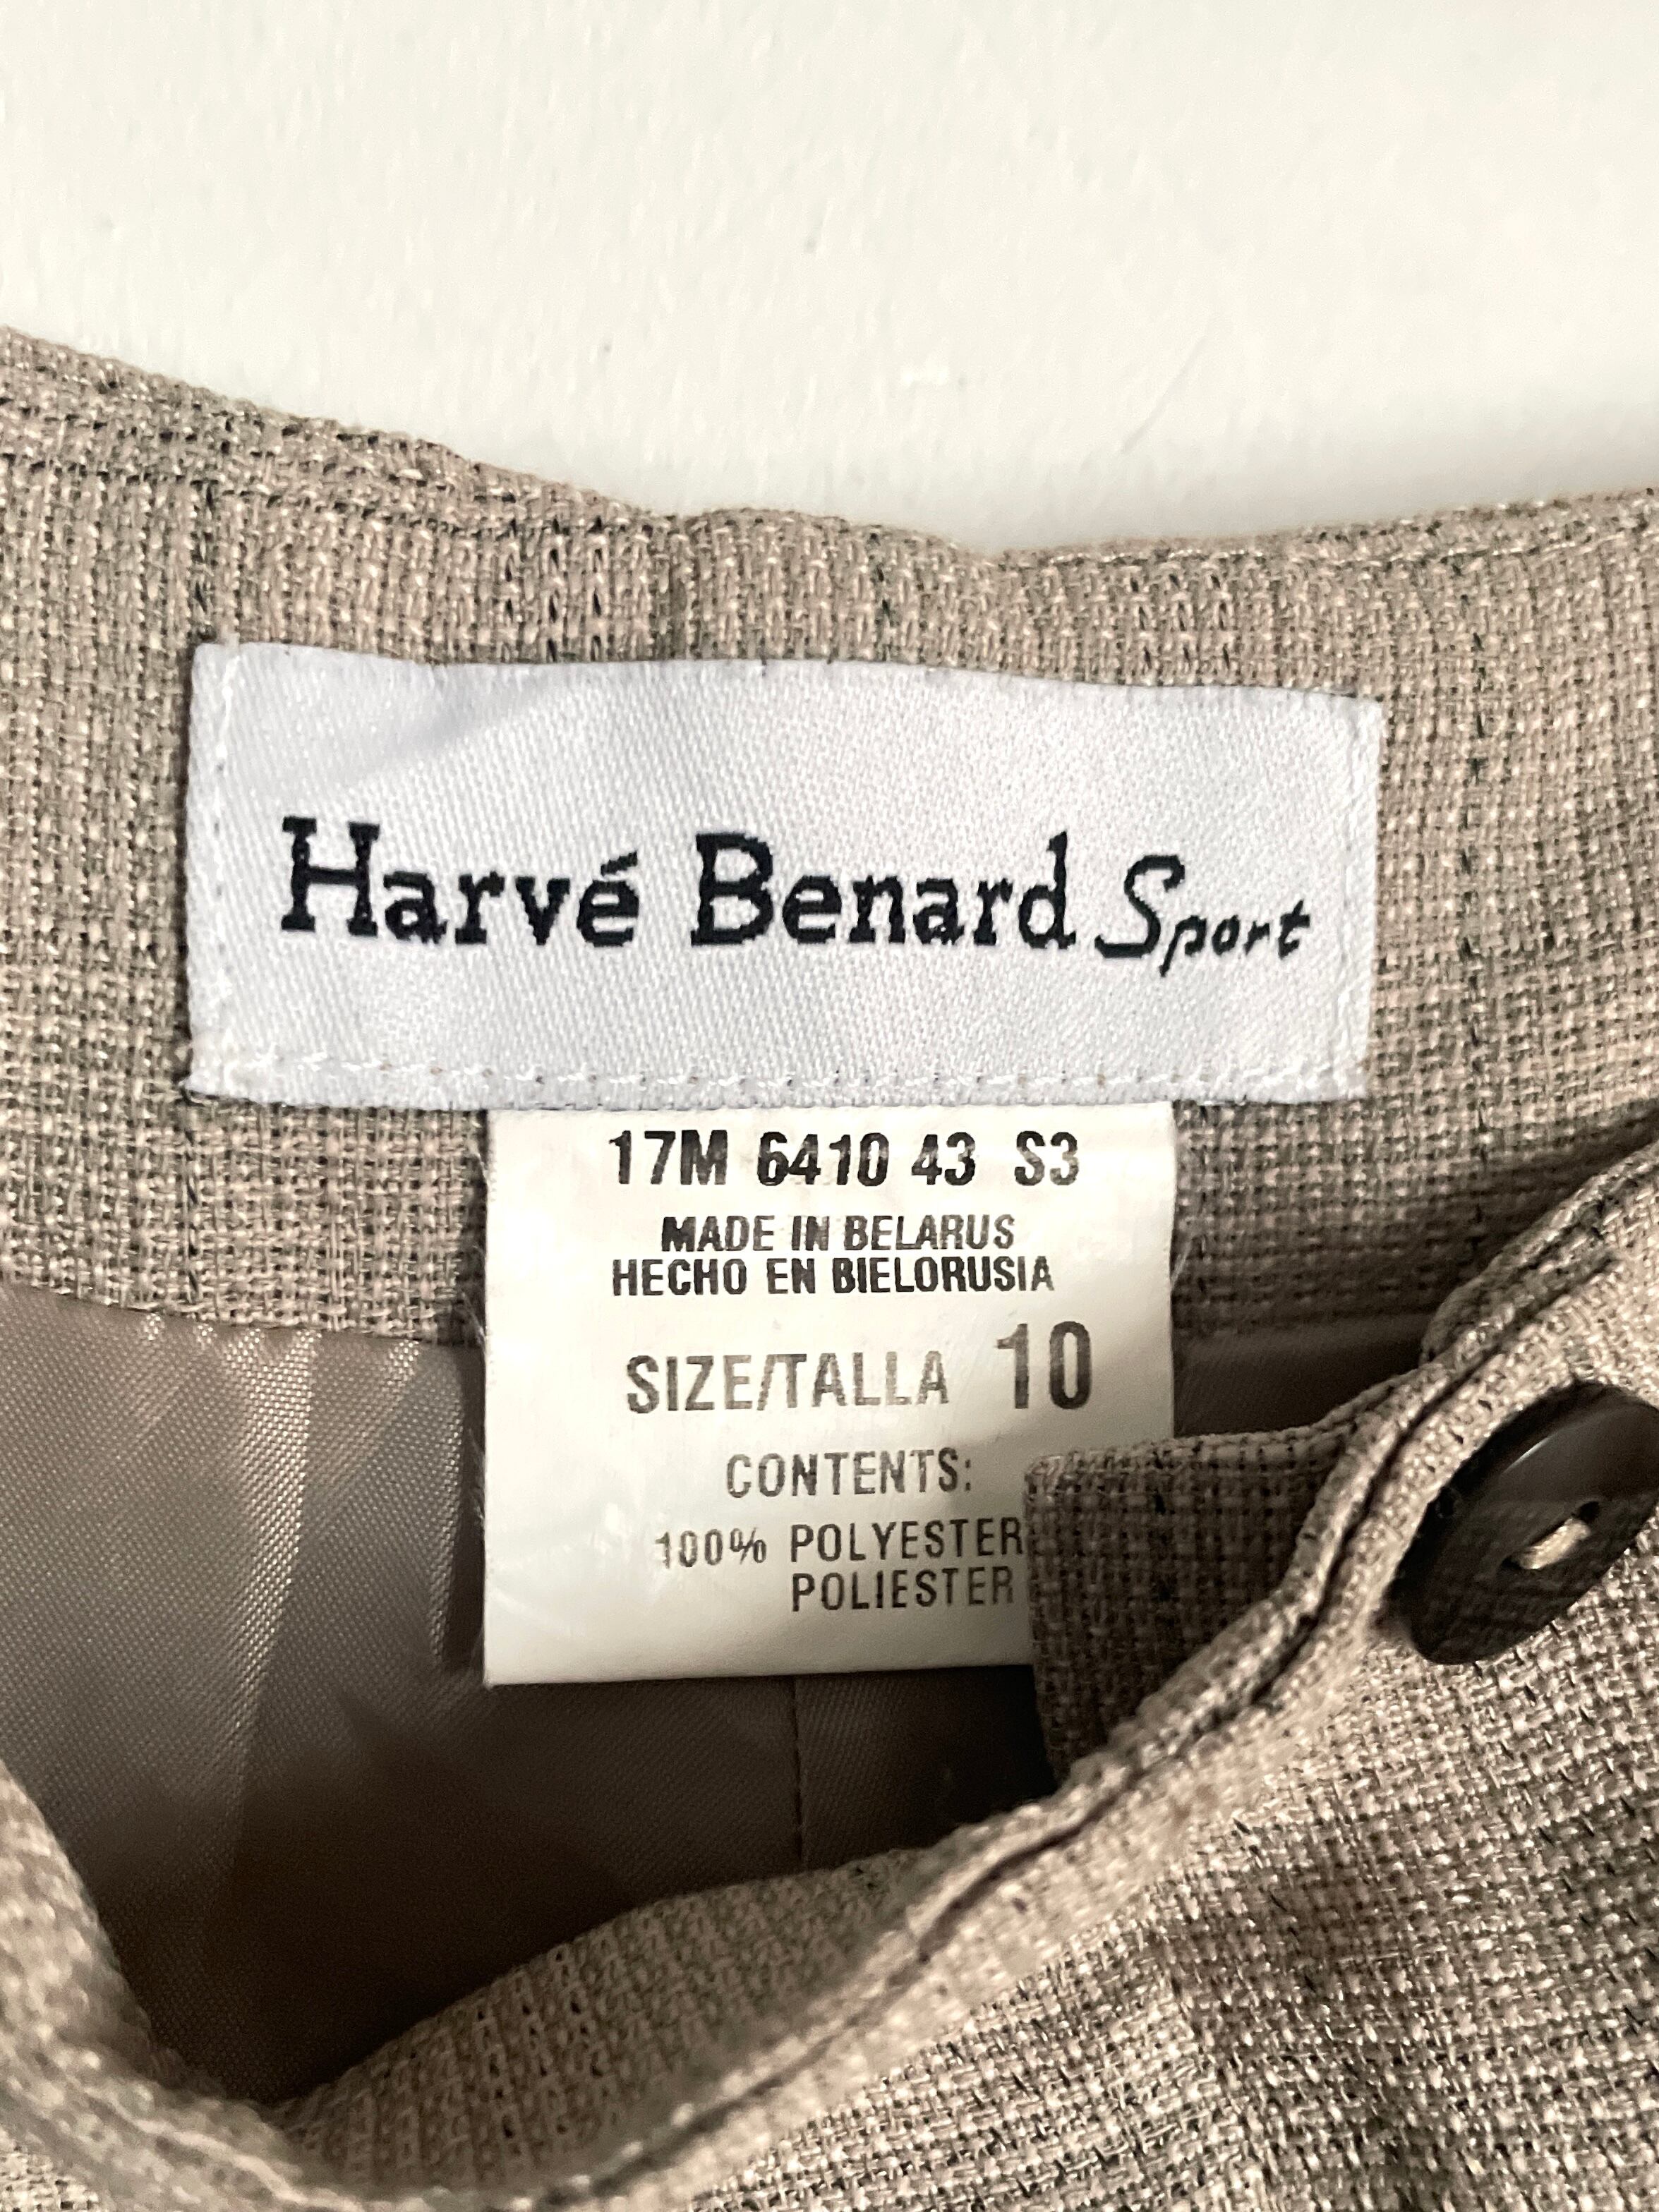 Harvé Benard Sport
17M 6410 43 S3
MADE IN BELARUS
HECHO EN BIELORUSIA
SIZE/TALLA 10
CONTENTS:
100% POLYESTER
POLIESTER